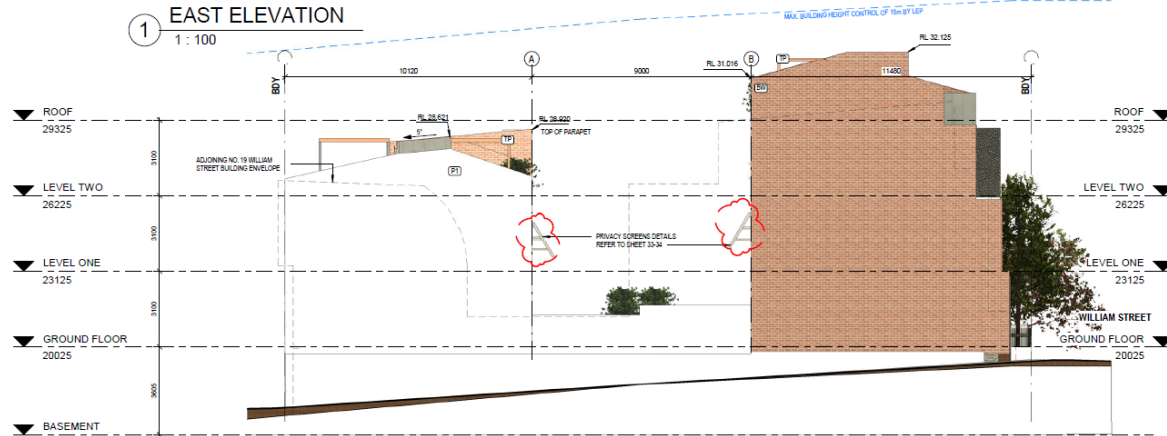 1
EAST ELEVATION
1 : 100
MAX. BUILDING HEIGHT CONTROL OF 15m BY LEP
RL 32.125
A
B
RL 31.016
TP
10120
9000
11480
BDY
BDY
BW
ROOF
29325
RL 28.621
RL 28.920
TOP OF PARAPET
5°
TP
ROOF
29325
3100
ADJOINING NO. 19 WILLIAM
STREET BUILDING ENVELOPE
P1
LEVEL TWO
26225
LEVEL TWO
26225
3100
PRIVACY SCREENS DETAILS
REFER TO SHEET 33-34
LEVEL ONE
23125
LEVEL ONE
23125
3100
WILLIAM STREET
GROUND FLOOR
20025
GROUND FLOOR
20025
3605
BASEMENT